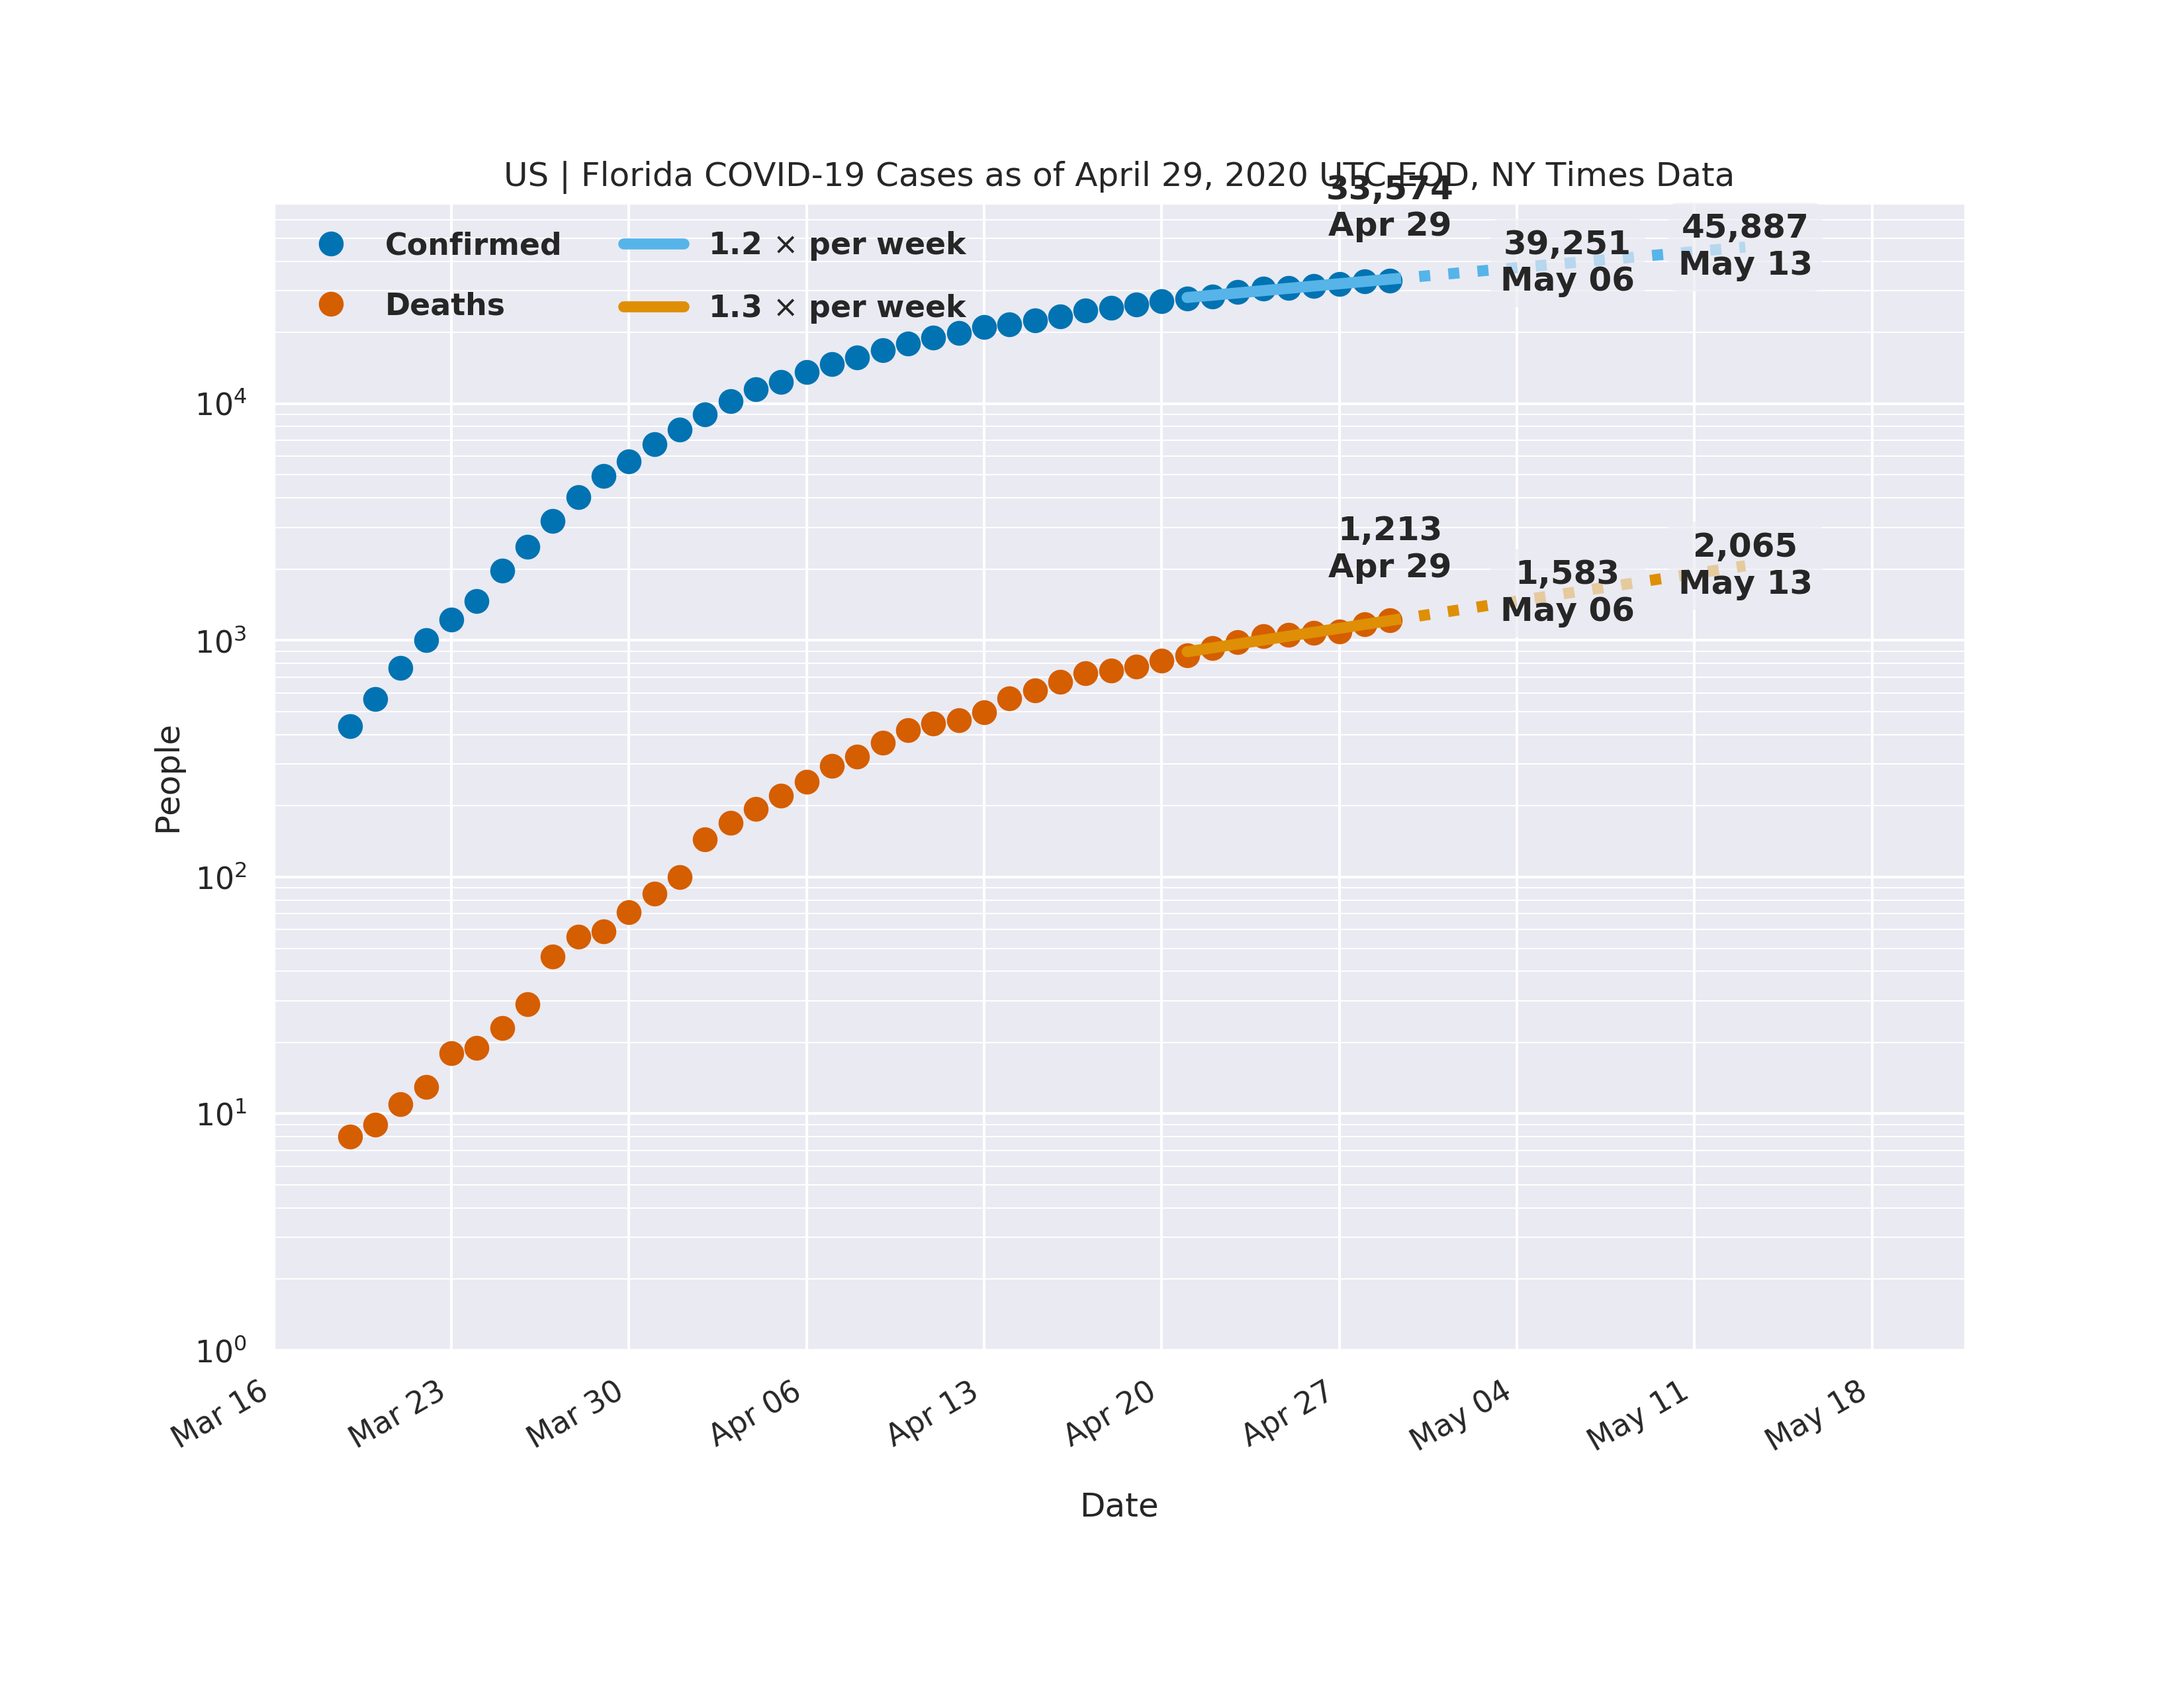 US | Florida COVID-19 Cases as of April 29, 2020 UTC EOD, NY Times Data
33,574
Apr 29
39,251
May 06
45,887
May 13
Confirmed
Deaths
1.2 × per week
1.3 × per week
1,213
Apr 29
1,583
May 06
2,065
May 13
People
10⁴
10³
10²
10¹
10⁰
Mar 16
Mar 23
Mar 30
Apr 06
Apr 13
Apr 20
Apr 27
May 04
May 11
May 18
Date